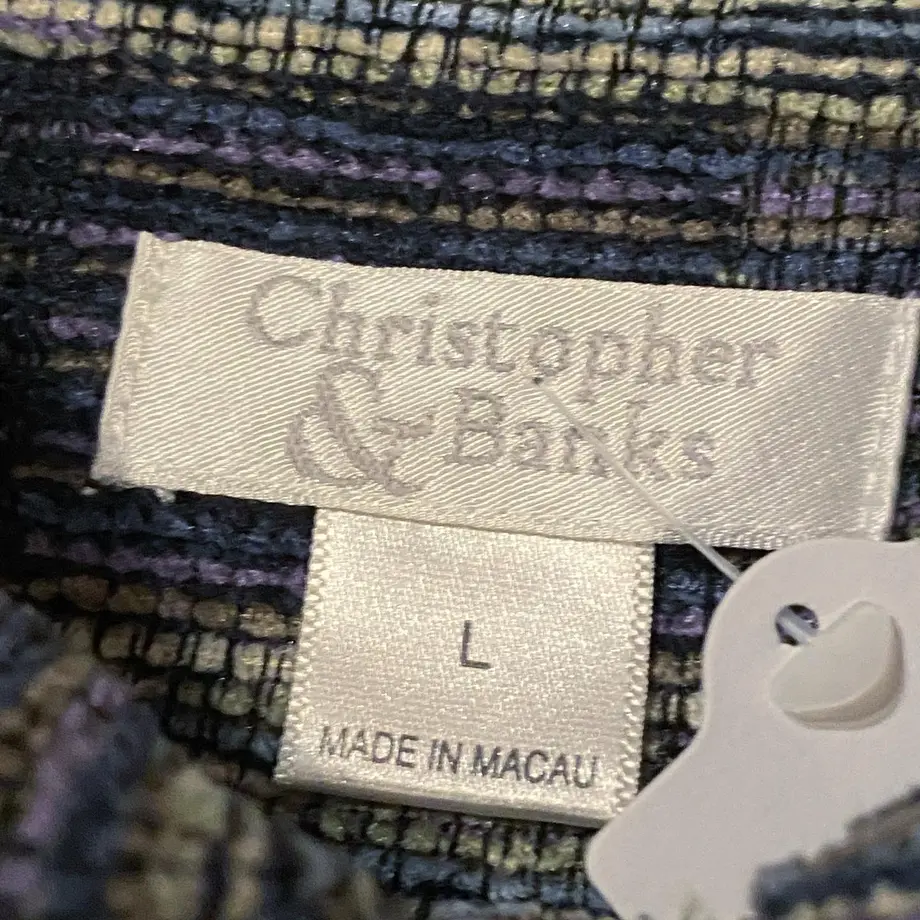 Christopher
& Banks
L
MADE IN MACAU